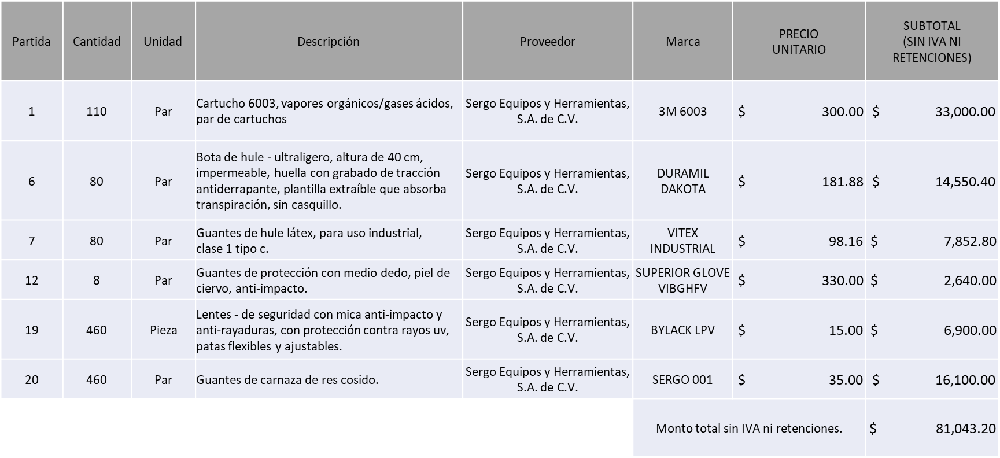 Partida Cantidad Unidad Descripción Proveedor Marca PRECIO UNITARIO SUBTOTAL (SIN IVA NI RETENCIONES)
1 110 Par Cartucho 6003, vapores orgánicos/gases ácidos, par de cartuchos Sergo Equipos y Herramientas, S.A. de C.V. 3M 6003 $ 300.00 $ 33,000.00
6 80 Par Bota de hule - ultraligero, altura de 40 cm, impermeable, huella con grabado de tracción antiderrapante, plantilla extraíble que absorba transpiración, sin casquillo. Sergo Equipos y Herramientas, S.A. de C.V. DURAMIL DAKOTA $ 181.88 $ 14,550.40
7 80 Par Guantes de hule látex, para uso industrial, clase 1 tipo c. Sergo Equipos y Herramientas, S.A. de C.V. VITEX INDUSTRIAL $ 98.16 $ 7,852.80
12 8 Par Guantes de protección con medio dedo, piel de ciervo, anti-impacto. Sergo Equipos y Herramientas, S.A. de C.V. SUPERIOR GLOVE VIBGHFV $ 330.00 $ 2,640.00
19 460 Pieza Lentes - de seguridad con mica anti-impacto y anti-rayaduras, con protección contra rayos uv, patas flexibles y ajustables. Sergo Equipos y Herramientas, S.A. de C.V. BYLACK LPV $ 15.00 $ 6,900.00
20 460 Par Guantes de carnaza de res cosido. Sergo Equipos y Herramientas, S.A. de C.V. SERGO 001 $ 35.00 $ 16,100.00
Monto total sin IVA ni retenciones. $ 81,043.20